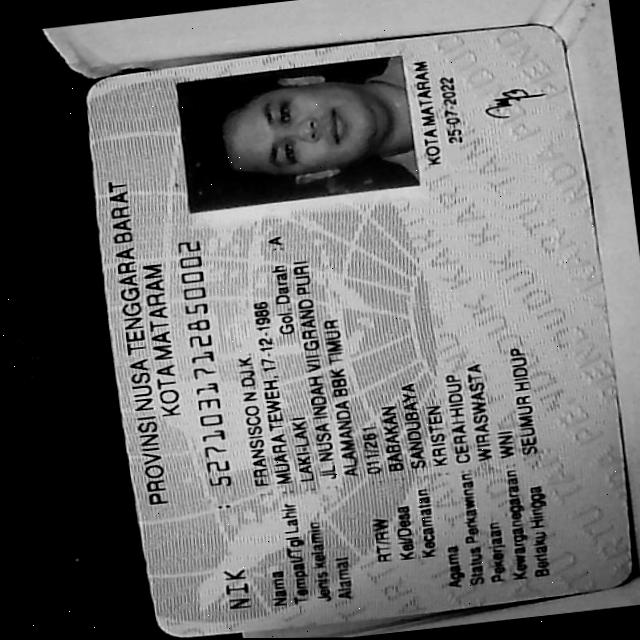 PROVINSI NUSA TENGGARA BARAT
KOTA MATARAM
NIK : 5271031712850002
Nama : FRANSISCO N DJK
Tempat/Tgl Lahir : MUARA TEWEH, 17-12-1986
Jenis kelamin : LAKI-LAKI Gol. Darah : A
Alamat : JL NUSA INDAH VII GRAND PURI
ALAMANDA BBK TIMUR
RT/RW : 011/281
Kel/Desa : BABAKAN
Kecamatan : SANDUBAYA
Agama : KRISTEN
Status Perkawinan: CERAI HIDUP
Pekerjaan : WIRASWASTA
Kewarganegaraan: WNI
Berlaku Hingga : SEUMUR HIDUP
KOTA MATARAM
25-07-2022